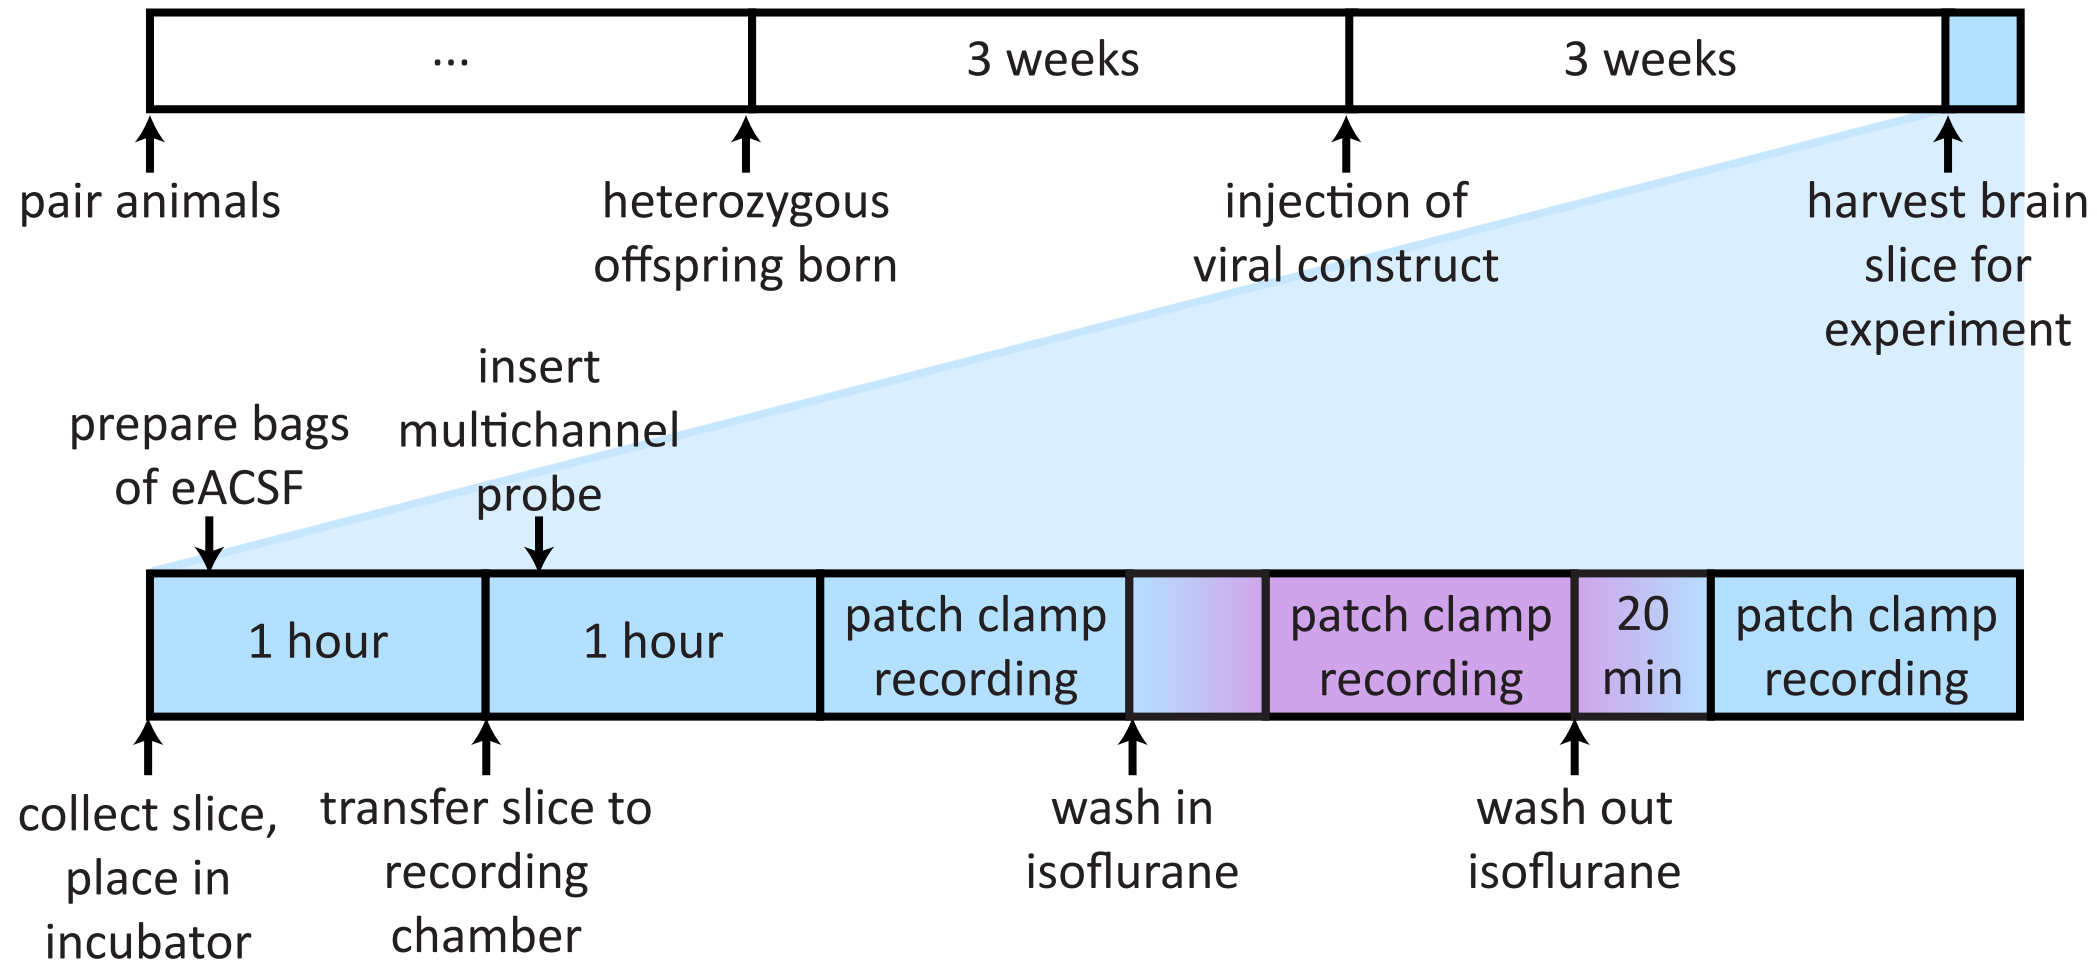 ...
3 weeks
3 weeks
pair animals
heterozygous
offspring born
injection of
viral construct
harvest brain
slice for
experiment
prepare bags
of eACSF
insert
multichannel
probe
1 hour
1 hour
patch clamp
recording
patch clamp
recording
20
min
patch clamp
recording
collect slice,
place in
incubator
transfer slice to
recording
chamber
wash in
isoflurane
wash out
isoflurane